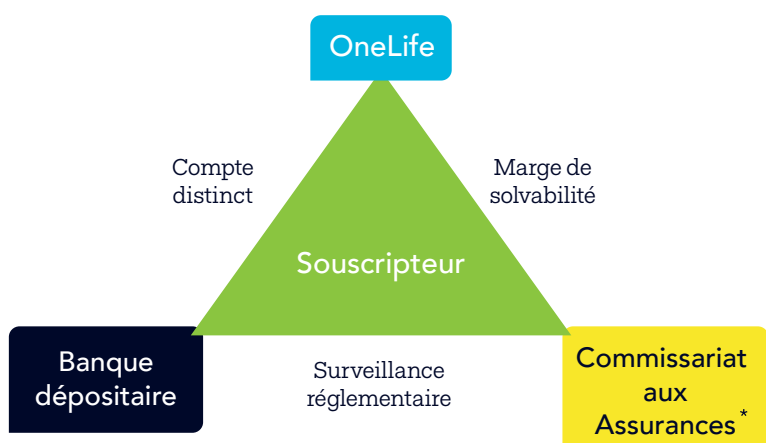 OneLife
Compte
distinct
Marge de
solvabilité
Souscripteur
Banque
dépositaire
Surveillance
réglementaire
Commissariat
aux
Assurances*